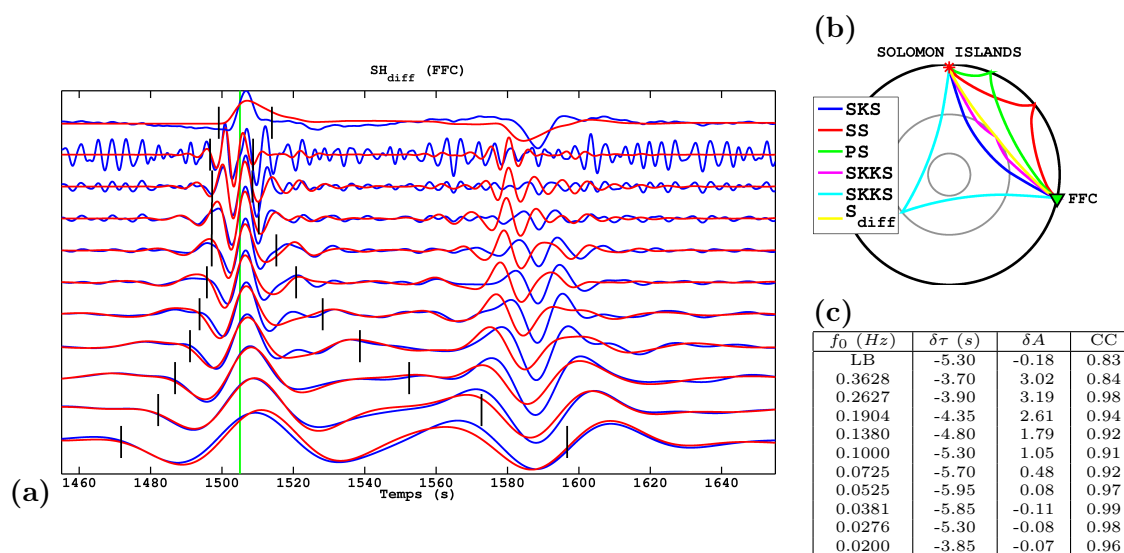 (b)
SOLOMON ISLANDS
SKS
SS
PS
SKKS
SKKS
S_diff
FFC
SH_diff (FFC)
1460 1480 1500 1520 1540 1560 1580 1600 1620 1640
Temps (s)
(a)
(c)
f₀ (Hz) δτ (s) δA CC
LB -5.30 -0.18 0.83
0.3628 -3.70 3.02 0.84
0.2627 -3.90 3.19 0.98
0.1904 -4.35 2.61 0.94
0.1380 -4.80 1.79 0.92
0.1000 -5.30 1.05 0.91
0.0725 -5.70 0.48 0.92
0.0525 -5.95 0.08 0.97
0.0381 -5.85 -0.11 0.99
0.0276 -5.30 -0.08 0.98
0.0200 -3.85 -0.07 0.96